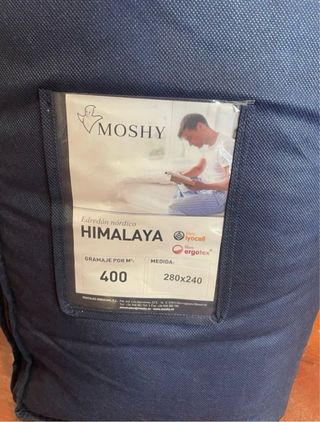 MOSHY
Edredón nórdico
HIMALAYA
fibra
lyocell
fibra
ergotex
GRAMAJE POR M²:
400
MEDIDA:
280x240